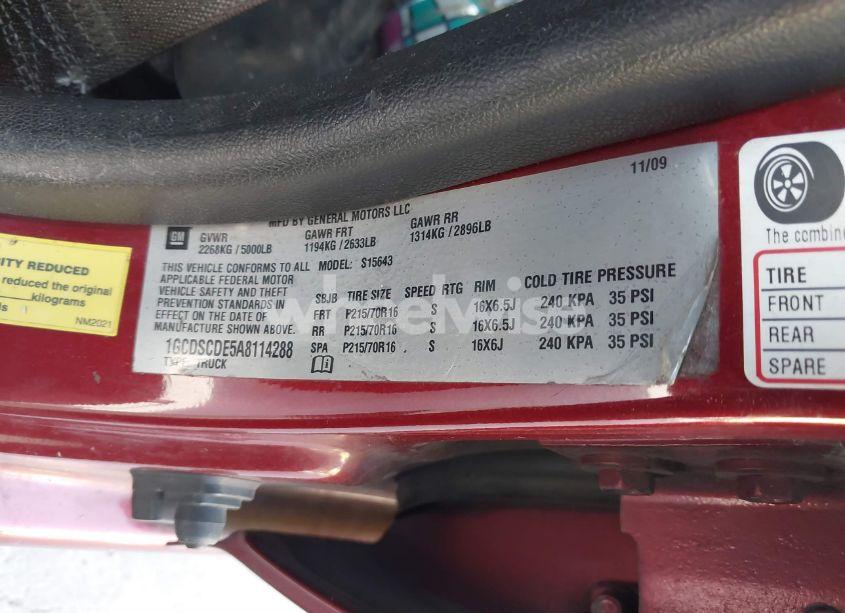 11/09
MFD BY GENERAL MOTORS LLC
GM
GVWR GAWR FRT GAWR RR
2268KG / 5000LB 1194KG / 2633LB 1314KG / 2896LB
THIS VEHICLE CONFORMS TO ALL MODEL: S15643
APPLICABLE FEDERAL MOTOR
VEHICLE SAFETY AND THEFT
PREVENTION STANDARDS IN
EFFECT ON THE DATE OF
MANUFACTURE SHOWN ABOVE.
1GCDSCDE5A8114288
TYPE: TRUCK
SBJB TIRE SIZE SPEED RTG RIM COLD TIRE PRESSURE
FRT P215/70R16 S 16X6.5J 240 KPA 35 PSI
RR P215/70R16 S 16X6.5J 240 KPA 35 PSI
SPA P215/70R16 S 16X6J 240 KPA 35 PSI
ITY REDUCED
reduced the original
kilograms
NM2021
The combine
TIRE
FRONT
REAR
SPARE
wheelwise